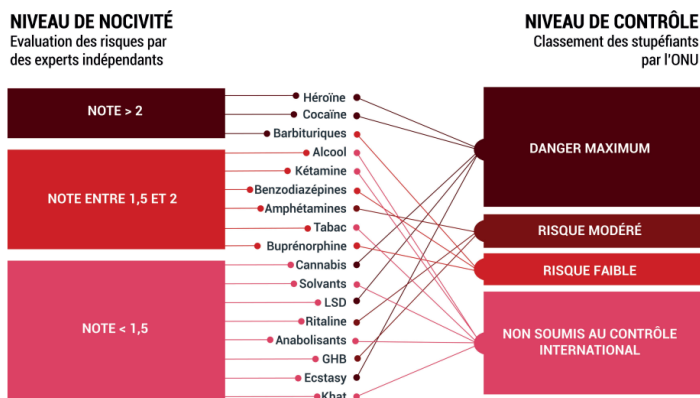 NIVEAU DE NOCIVITÉ
Evaluation des risques par
des experts indépendants
NIVEAU DE CONTRÔLE
Classement des stupéfiants
par l'ONU
NOTE > 2
NOTE ENTRE 1,5 ET 2
NOTE < 1,5
Héroïne
Cocaïne
Barbituriques
Alcool
Kétamine
Benzodiazépines
Amphétamines
Tabac
Buprénorphine
Cannabis
Solvants
LSD
Ritaline
Anabolisants
GHB
Ecstasy
Khat
DANGER MAXIMUM
RISQUE MODÉRÉ
RISQUE FAIBLE
NON SOUMIS AU CONTRÔLE
INTERNATIONAL